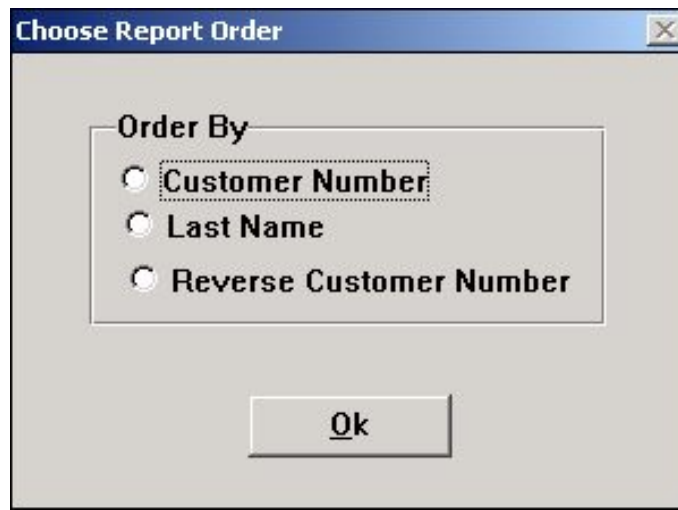 Choose Report Order
Order By
Customer Number
Last Name
Reverse Customer Number
Ok